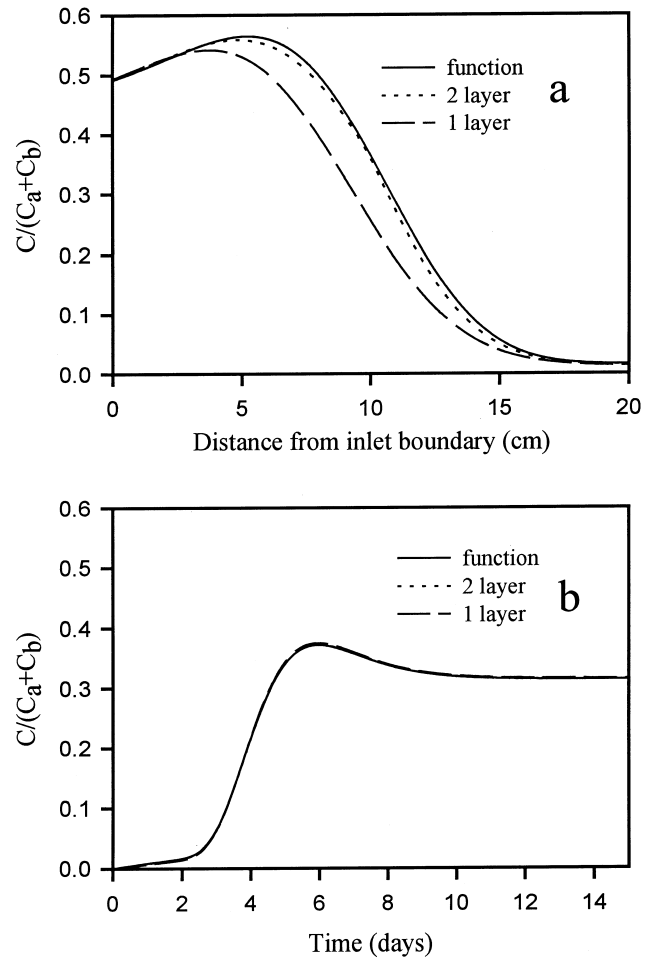 0.6
0.5
0.4
0.3
0.2
0.1
0.0
C/(Ca+Cb)
function
2 layer
1 layer
a
0 5 10 15 20
Distance from inlet boundary (cm)
0.6
0.5
0.4
0.3
0.2
0.1
0.0
C/(Ca+Cb)
function
2 layer
1 layer
b
0 2 4 6 8 10 12 14
Time (days)